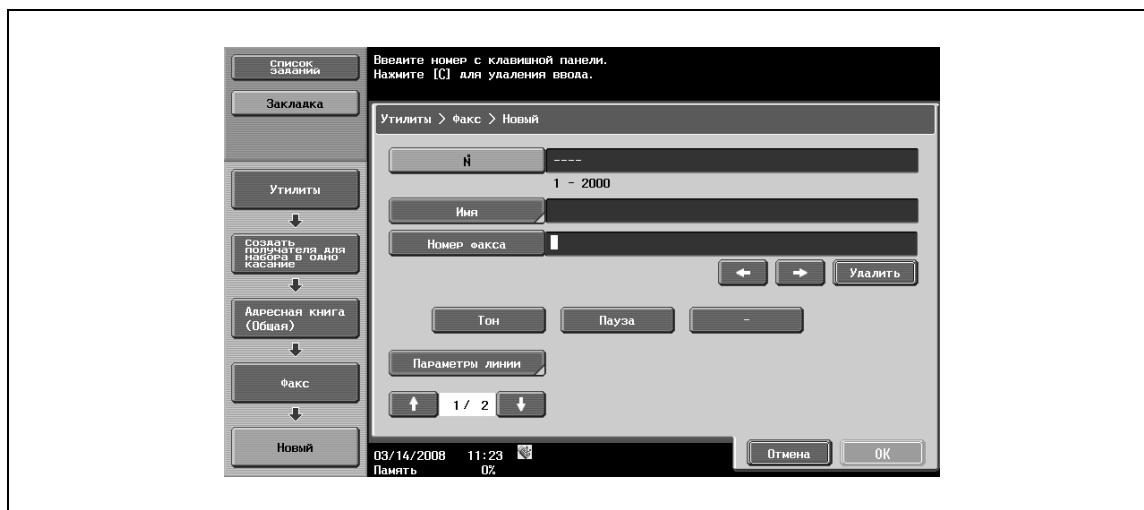 Список
заданий
Закладка
Утилиты
Создать
получателя для
набора в одно
касание
Адресная книга
(Общая)
Факс
Новый
Введите номер с клавишной панели.
Нажмите [C] для удаления ввода.
Утилиты > Факс > Новый
N
----
1 - 2000
Имя
Номер факса
Удалить
Тон
Пауза
-
Параметры линии
1/ 2
03/14/2008 11:23
Память 0%
Отмена
OK